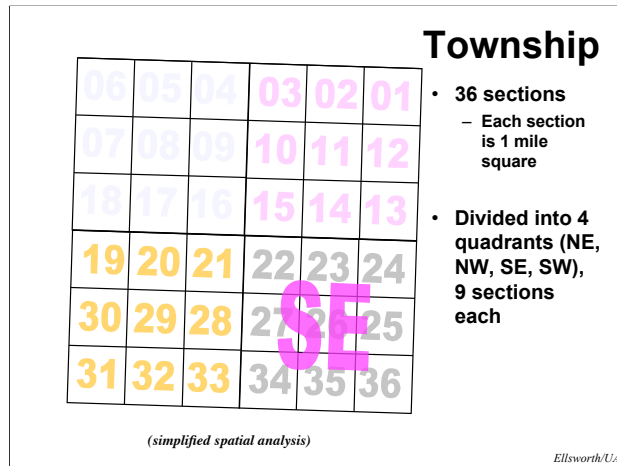 Township
06 05 04 03 02 01
07 08 09 10 11 12
18 17 16 15 14 13
19 20 21 22 23 24
30 29 28 27 26 25
31 32 33 34 35 36
SE
• 36 sections
– Each section
is 1 mile
square
• Divided into 4
quadrants (NE,
NW, SE, SW),
9 sections
each
(simplified spatial analysis)
Ellsworth/UA